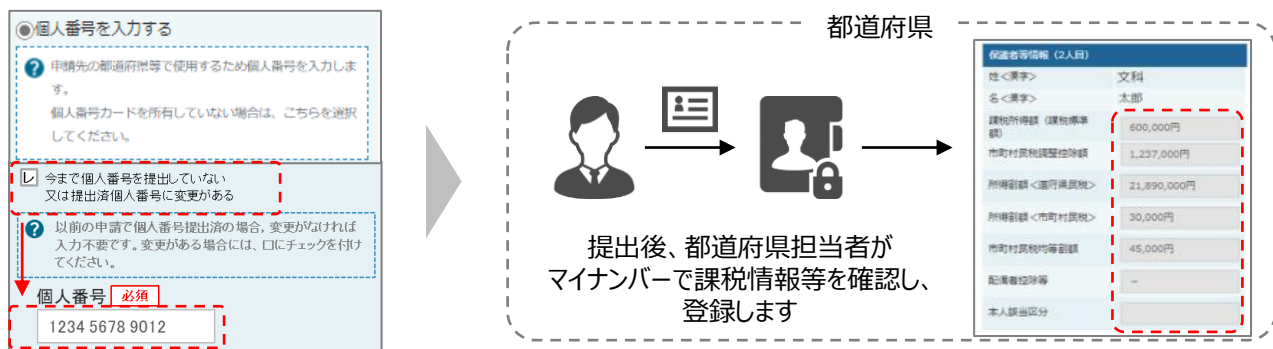 個人番号を入力する
申請先の都道府県等で使用するため個人番号を入力しま
す。
個人番号カードを所有していない場合は、こちらを選択
してください。
レ 今まで個人番号を提出していない
又は提出済個人番号に変更がある
以前の申請で個人番号提出済の場合，変更がなければ
入力不要です。変更がある場合には、口にチェックを付け
てください。
個人番号 必須
1234 5678 9012
都道府県
提出後、都道府県担当者が
マイナンバーで課税情報等を確認し、
登録します
保護者等情報（2人目）
姓<漢字> 文科
名<漢字> 太郎
課税所得額（課税標準
額） 600,000円
市町村民税調整控除額 1,237,000円
所得割額<道府県民税> 21,890,000円
所得割額<市町村民税> 30,000円
市町村民税均等割額 45,000円
配偶者控除等 －
本人該当区分